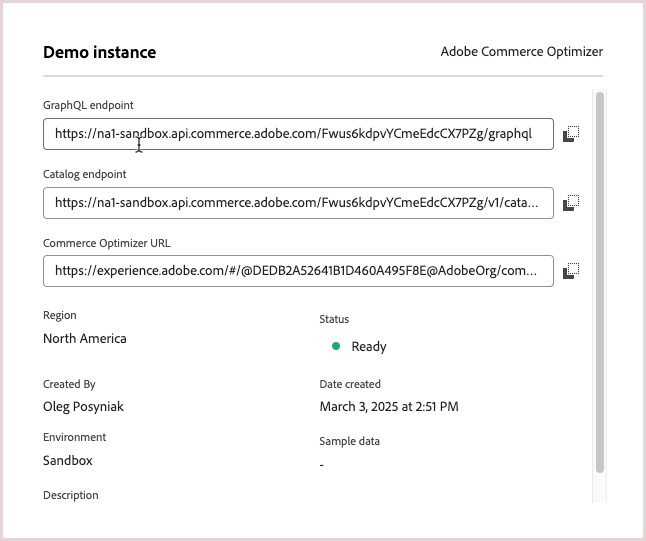 Demo instance
Adobe Commerce Optimizer
GraphQL endpoint
https://na1-sandbox.api.commerce.adobe.com/Fwus6kdpvYCmeEdcCX7PZg/graphql
Catalog endpoint
https://na1-sandbox.api.commerce.adobe.com/Fwus6kdpvYCmeEdcCX7PZg/v1/cata...
Commerce Optimizer URL
https://experience.adobe.com/#/@DEDB2A52641B1D460A495F8E@AdobeOrg/com...
Region
Status
North America
Ready
Created By
Date created
Oleg Posyniak
March 3, 2025 at 2:51 PM
Environment
Sample data
Sandbox
-
Description